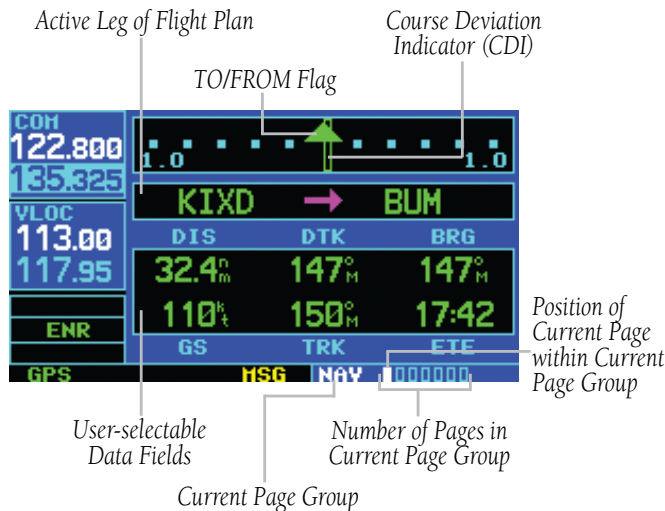 Active Leg of Flight Plan
Course Deviation
Indicator (CDI)
TO/FROM Flag
COM
122.800
135.325
1.0
1.0
KIXD → BUM
VLOC
113.00
117.95
DIS DTK BRG
32.4nm 147°M 147°M
110kt 150°M 17:42
GS TRK ETE
ENR
GPS MSG NAV
Position of
Current Page
within Current
Page Group
User-selectable
Data Fields
Number of Pages in
Current Page Group
Current Page Group